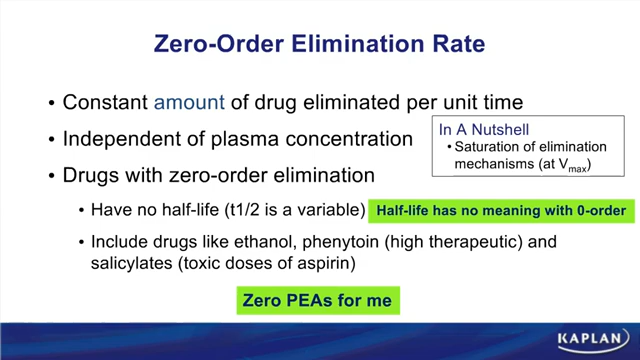 Zero-Order Elimination Rate
• Constant amount of drug eliminated per unit time
• Independent of plasma concentration
In A Nutshell
• Saturation of elimination
mechanisms (at Vmax)
• Drugs with zero-order elimination
• Have no half-life (t1/2 is a variable)
Half-life has no meaning with 0-order
• Include drugs like ethanol, phenytoin (high therapeutic) and
salicylates (toxic doses of aspirin)
Zero PEAs for me
KAPLAN